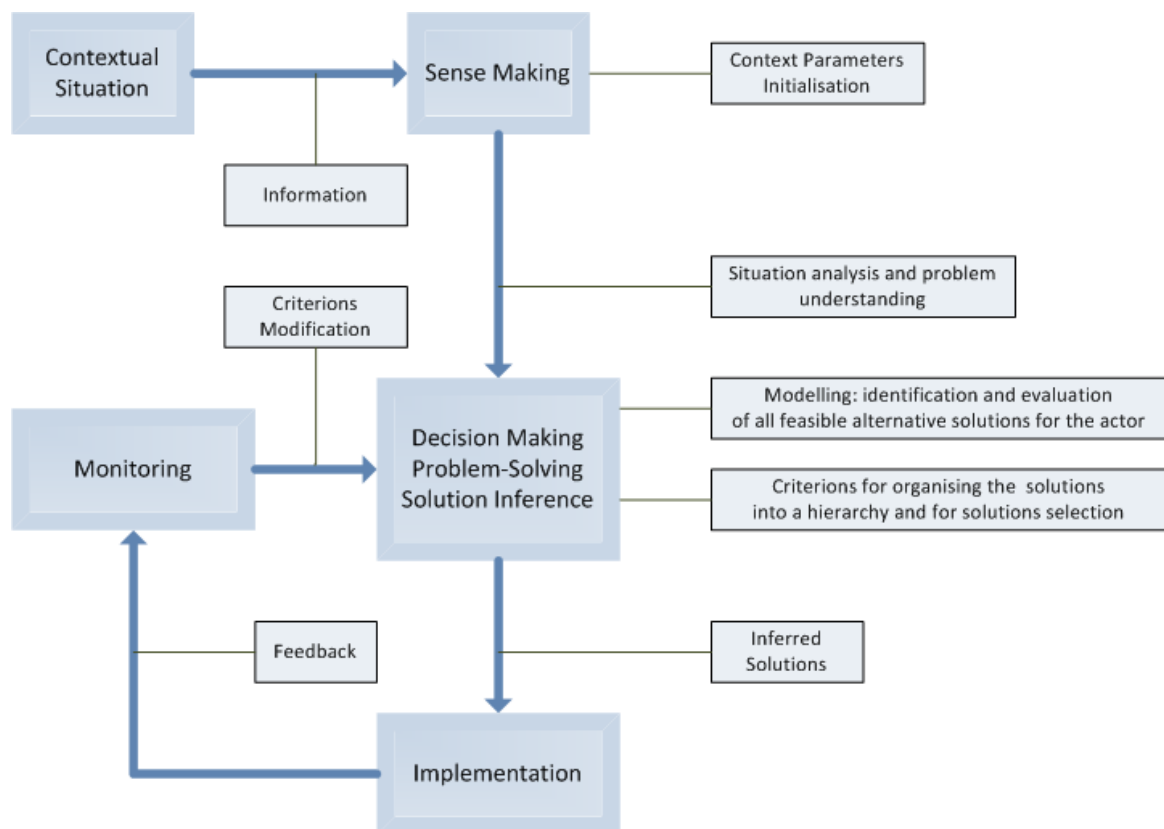 Contextual
Situation
Sense Making
Context Parameters
Initialisation
Information
Situation analysis and problem
understanding
Criterions
Modification
Modelling: identification and evaluation
of all feasible alternative solutions for the actor
Decision Making
Problem-Solving
Solution Inference
Monitoring
Criterions for organising the solutions
into a hierarchy and for solutions selection
Feedback
Inferred
Solutions
Implementation